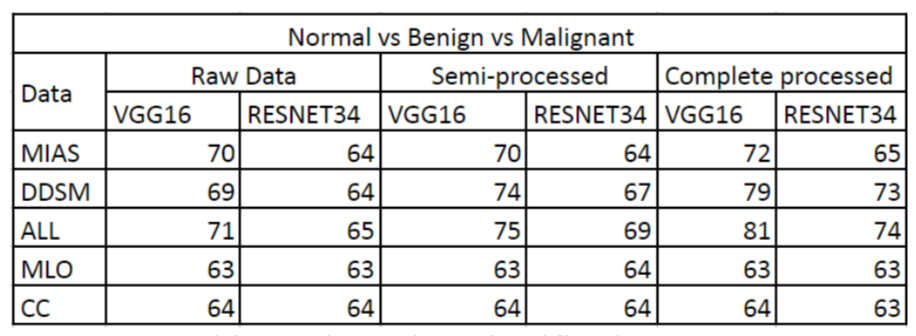 Normal vs Benign vs Malignant
Data Raw Data Semi-processed Complete processed
VGG16 RESNET34 VGG16 RESNET34 VGG16 RESNET34
MIAS 70 64 70 64 72 65
DDSM 69 64 74 67 79 73
ALL 71 65 75 69 81 74
MLO 63 63 63 64 63 63
CC 64 64 64 64 64 63